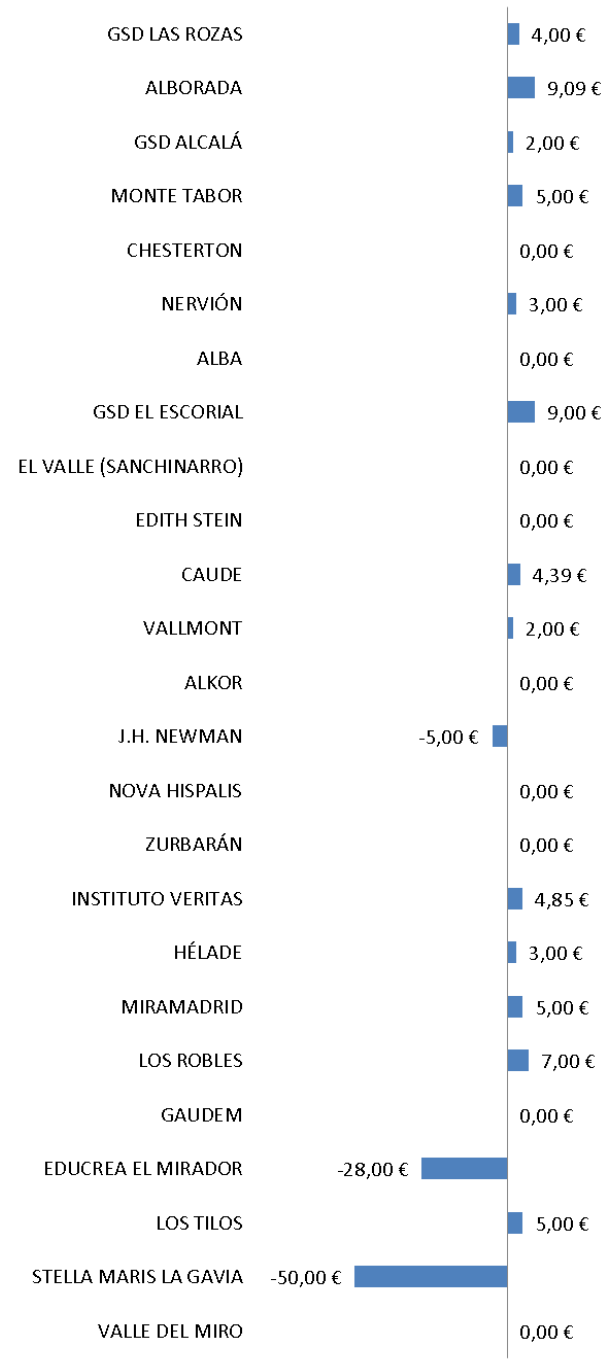 GSD LAS ROZAS 4,00 €
ALBORADA 9,09 €
GSD ALCALÁ 2,00 €
MONTE TABOR 5,00 €
CHESTERTON 0,00 €
NERVIÓN 3,00 €
ALBA 0,00 €
GSD EL ESCORIAL 9,00 €
EL VALLE (SANCHINARRO) 0,00 €
EDITH STEIN 0,00 €
CAUDE 4,39 €
VALLMONT 2,00 €
ALKOR 0,00 €
J.H. NEWMAN -5,00 €
NOVA HISPALIS 0,00 €
ZURBARÁN 0,00 €
INSTITUTO VERITAS 4,85 €
HÉLADE 3,00 €
MIRAMADRID 5,00 €
LOS ROBLES 7,00 €
GAUDEM 0,00 €
EDUCREA EL MIRADOR -28,00 €
LOS TILOS 5,00 €
STELLA MARIS LA GAVIA -50,00 €
VALLE DEL MIRO 0,00 €